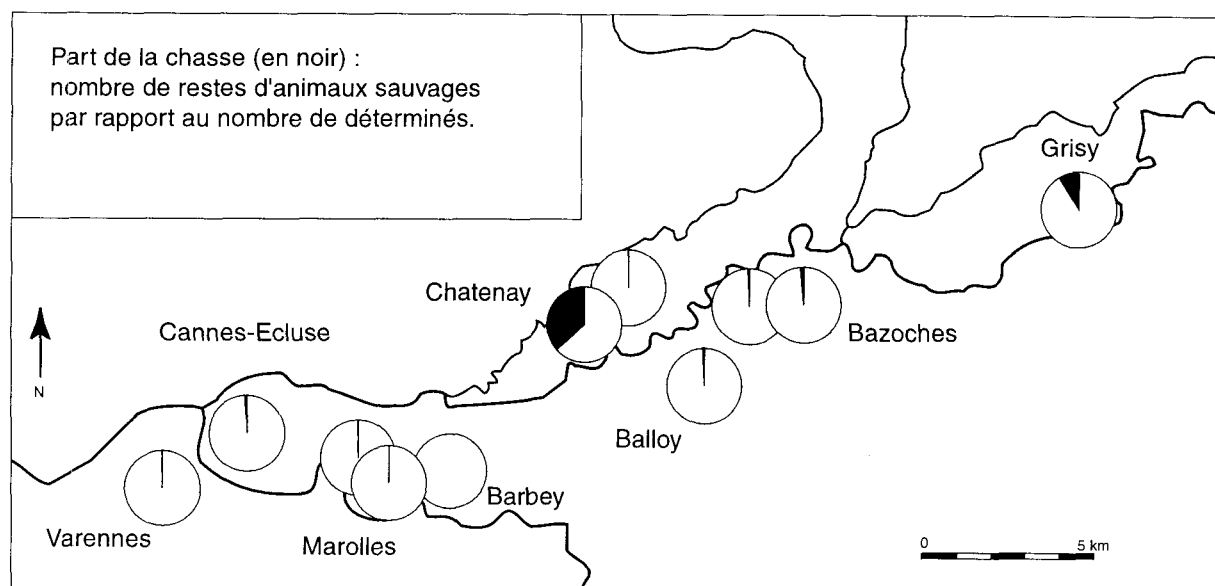 Part de la chasse (en noir) :
nombre de restes d'animaux sauvages
par rapport au nombre de déterminés.
Grisy
Chatenay
Cannes-Ecluse
Bazoches
N
Balloy
Barbey
Varennes
Marolles
0
5 km